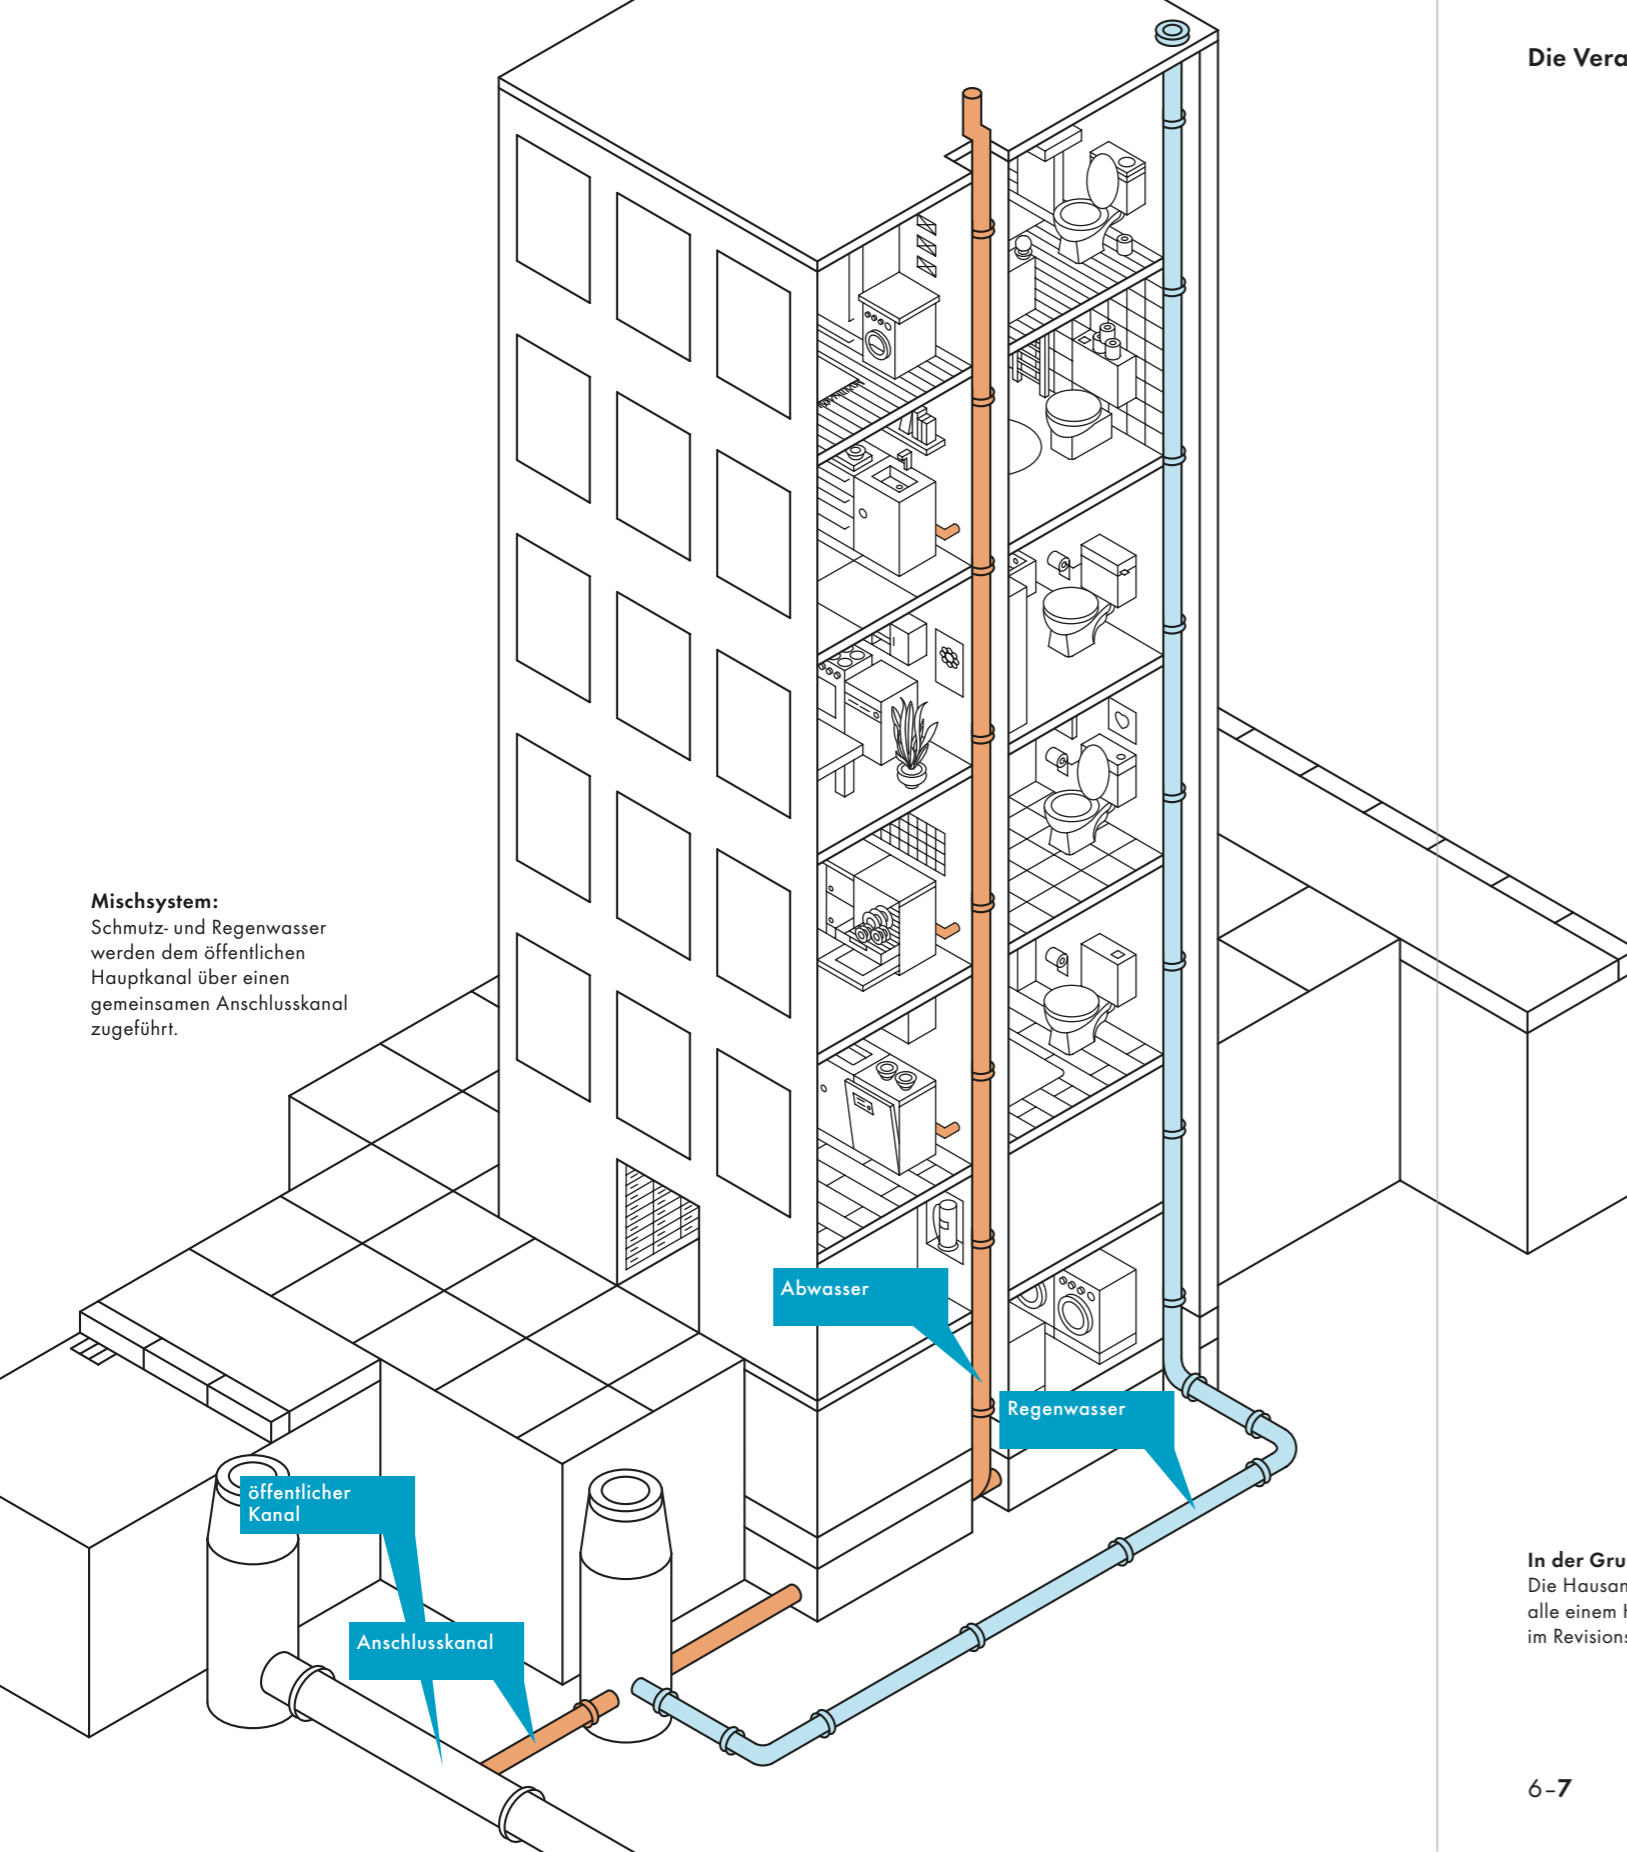 Die Vera
Mischsystem:
Schmutz- und Regenwasser
werden dem öffentlichen
Hauptkanal über einen
gemeinsamen Anschlusskanal
zugeführt.
Abwasser
Regenwasser
öffentlicher
Kanal
Anschlusskanal
In der Gru
Die Hausan
alle einem
im Revisions
6–7